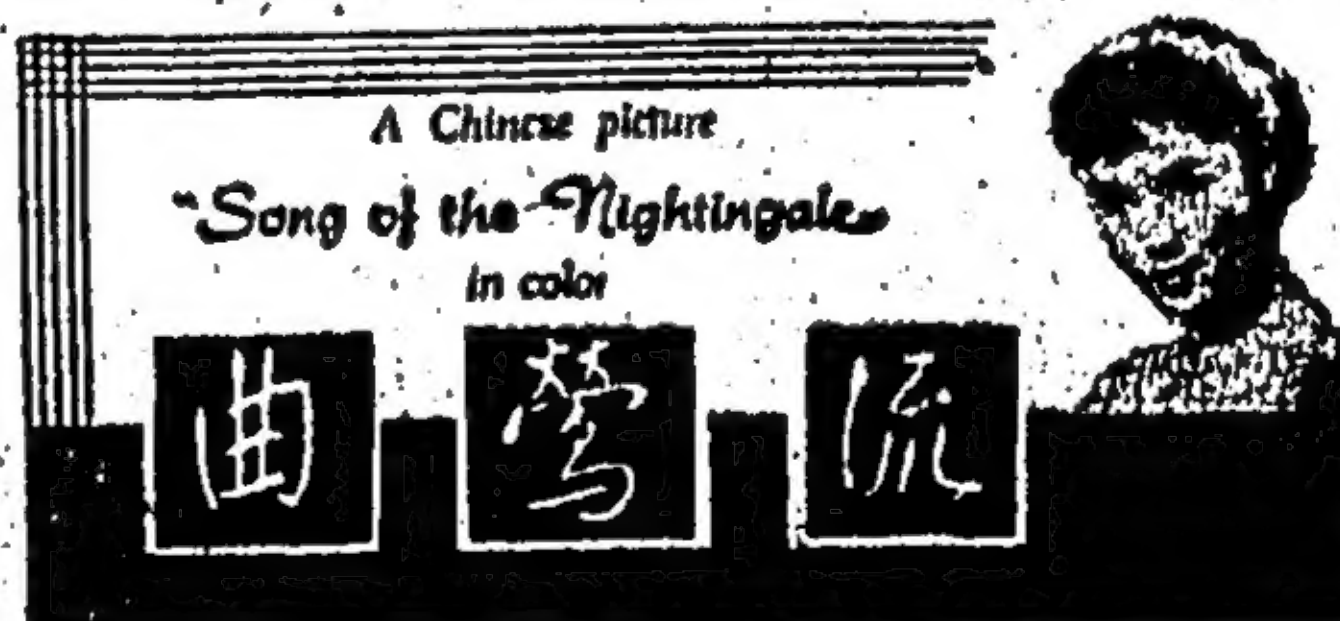 A Chinese picture
"Song of the Nightingale"
in color
流鶯曲